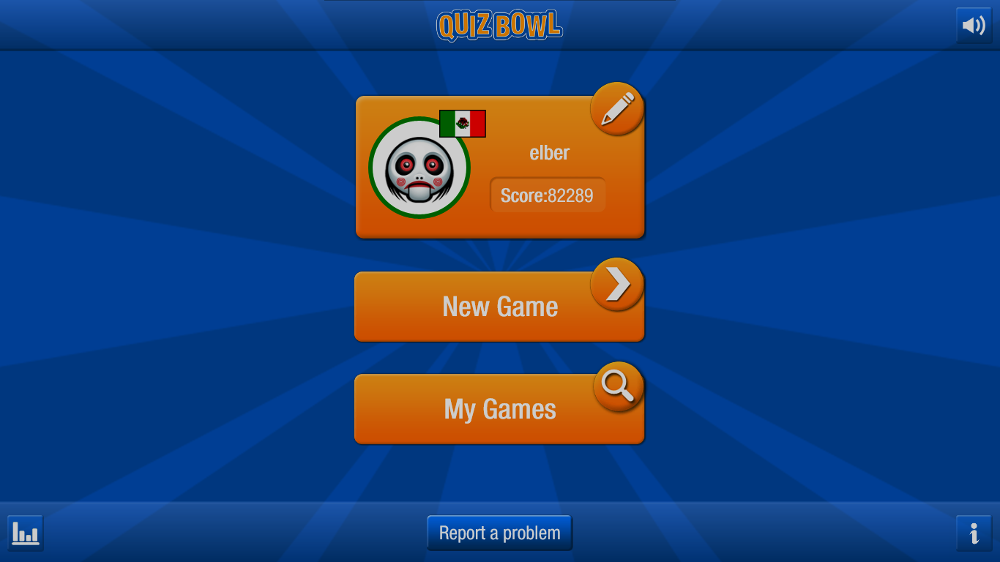 QUIZ BOWL
elber
Score:82289
New Game
My Games
Report a problem